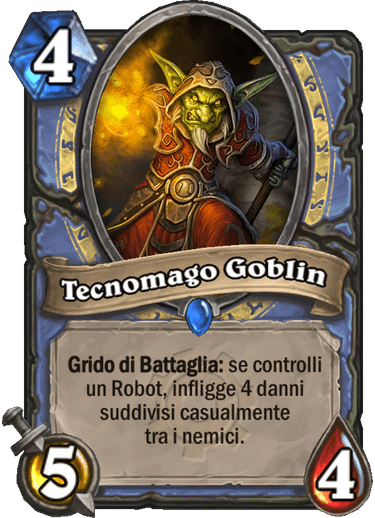 4
Tecnomago Goblin
Grido di Battaglia: se controlli
un Robot, infligge 4 danni
suddivisi casualmente
tra i nemici.
5
4